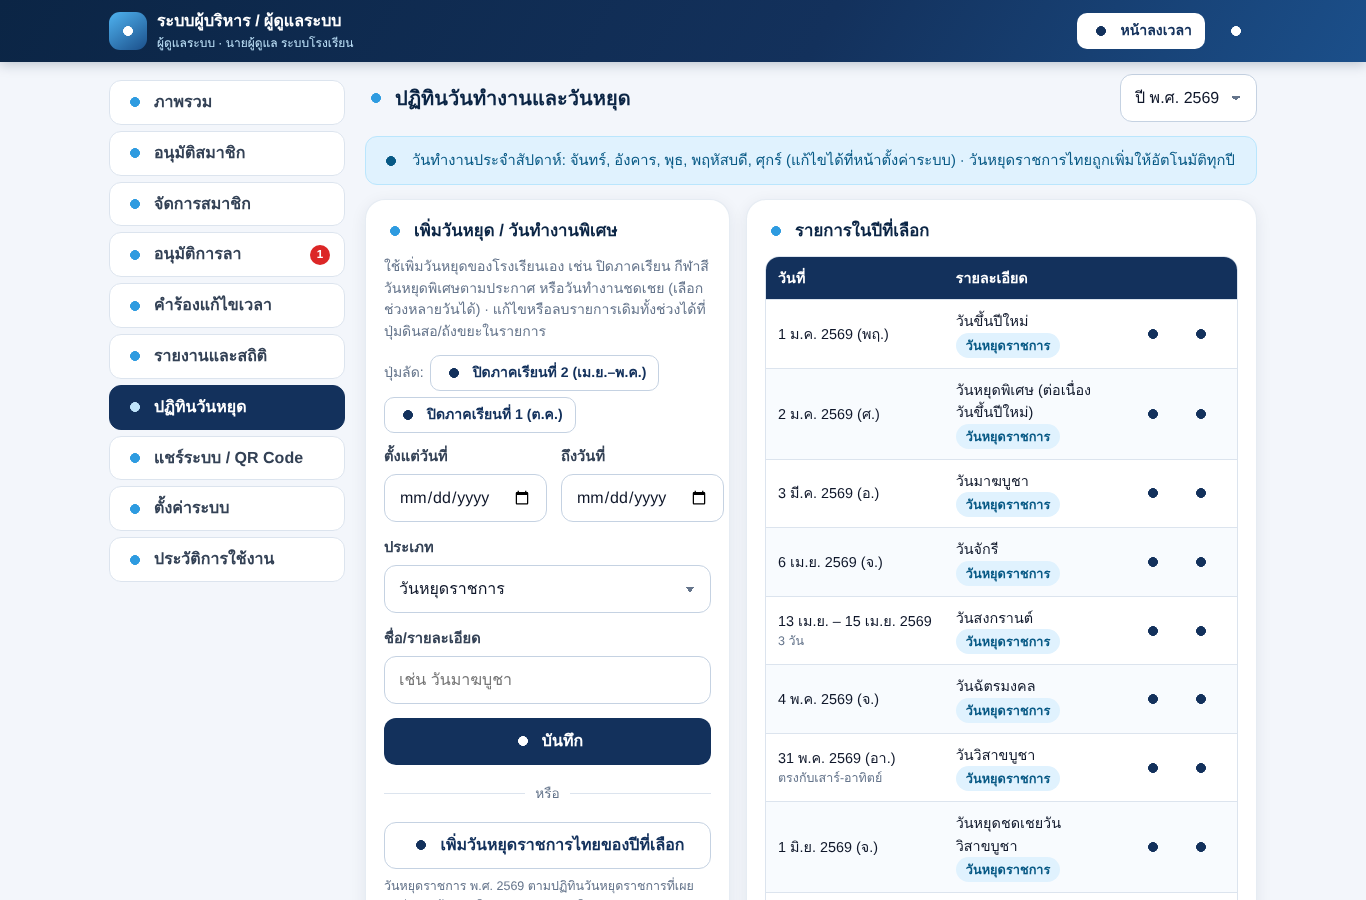 ระบบผู้บริหาร / ผู้ดูแลระบบ
ผู้ดูแลระบบ · นายผู้ดูแล ระบบโรงเรียน
หน้าลงเวลา
ภาพรวม
อนุมัติสมาชิก
จัดการสมาชิก
อนุมัติการลา
1
คำร้องแก้ไขเวลา
รายงานและสถิติ
ปฏิทินวันหยุด
แชร์ระบบ / QR Code
ตั้งค่าระบบ
ประวัติการใช้งาน
ปฏิทินวันทำงานและวันหยุด
ปี พ.ศ. 2569
วันทำงานประจำสัปดาห์: จันทร์, อังคาร, พุธ, พฤหัสบดี, ศุกร์ (แก้ไขได้ที่หน้าตั้งค่าระบบ) · วันหยุดราชการไทยถูกเพิ่มให้อัตโนมัติทุกปี
เพิ่มวันหยุด / วันทำงานพิเศษ
ใช้เพิ่มวันหยุดของโรงเรียนเอง เช่น ปิดภาคเรียน กีฬาสี
วันหยุดพิเศษตามประกาศ หรือวันทำงานชดเชย (เลือก
ช่วงหลายวันได้) · แก้ไขหรือลบรายการเดิมทั้งช่วงได้ที่
ปุ่มดินสอ/ถังขยะในรายการ
ปุ่มลัด:
ปิดภาคเรียนที่ 2 (เม.ย.–พ.ค.)
ปิดภาคเรียนที่ 1 (ต.ค.)
ตั้งแต่วันที่
ถึงวันที่
mm/dd/yyyy
mm/dd/yyyy
ประเภท
วันหยุดราชการ
ชื่อ/รายละเอียด
เช่น วันมาฆบูชา
บันทึก
หรือ
เพิ่มวันหยุดราชการไทยของปีที่เลือก
วันหยุดราชการ พ.ศ. 2569 ตามปฏิทินวันหยุดราชการที่เผย
รายการในปีที่เลือก
วันที่
รายละเอียด
1 ม.ค. 2569 (พฤ.)
วันขึ้นปีใหม่
วันหยุดราชการ
2 ม.ค. 2569 (ศ.)
วันหยุดพิเศษ (ต่อเนื่อง
วันขึ้นปีใหม่)
วันหยุดราชการ
3 มี.ค. 2569 (อ.)
วันมาฆบูชา
วันหยุดราชการ
6 เม.ย. 2569 (จ.)
วันจักรี
วันหยุดราชการ
13 เม.ย. – 15 เม.ย. 2569
3 วัน
วันสงกรานต์
วันหยุดราชการ
4 พ.ค. 2569 (จ.)
วันฉัตรมงคล
วันหยุดราชการ
31 พ.ค. 2569 (อา.)
ตรงกับเสาร์-อาทิตย์
วันวิสาขบูชา
วันหยุดราชการ
1 มิ.ย. 2569 (จ.)
วันหยุดชดเชยวัน
วิสาขบูชา
วันหยุดราชการ